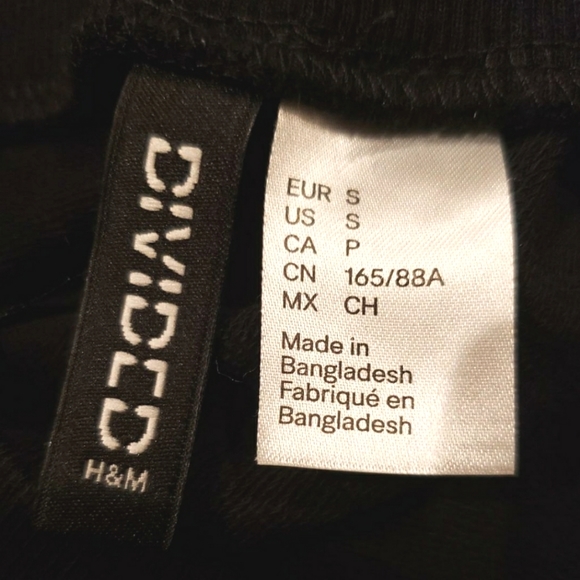 DIVIDED
H&M
EUR S
US S
CA P
CN 165/88A
MX CH
Made in
Bangladesh
Fabriqué en
Bangladesh